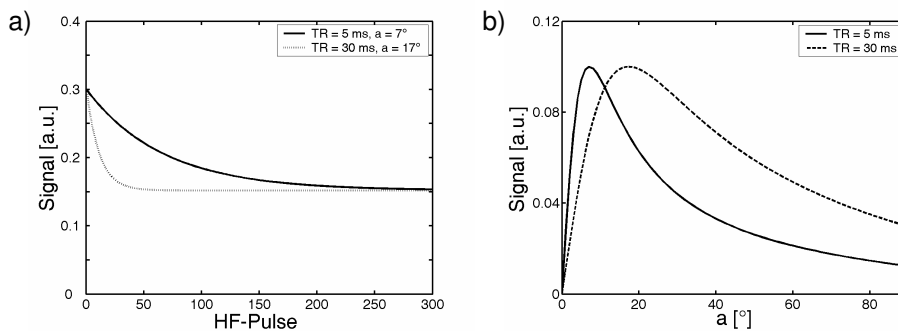 a)
TR = 5 ms, a = 7°
TR = 30 ms, a = 17°
Signal [a.u.]
0.4
0.3
0.2
0.1
0
0 50 100 150 200 250 300
HF-Pulse
b)
TR = 5 ms
TR = 30 ms
Signal [a.u.]
0.12
0.08
0.04
0
0 20 40 60 80
a [°]